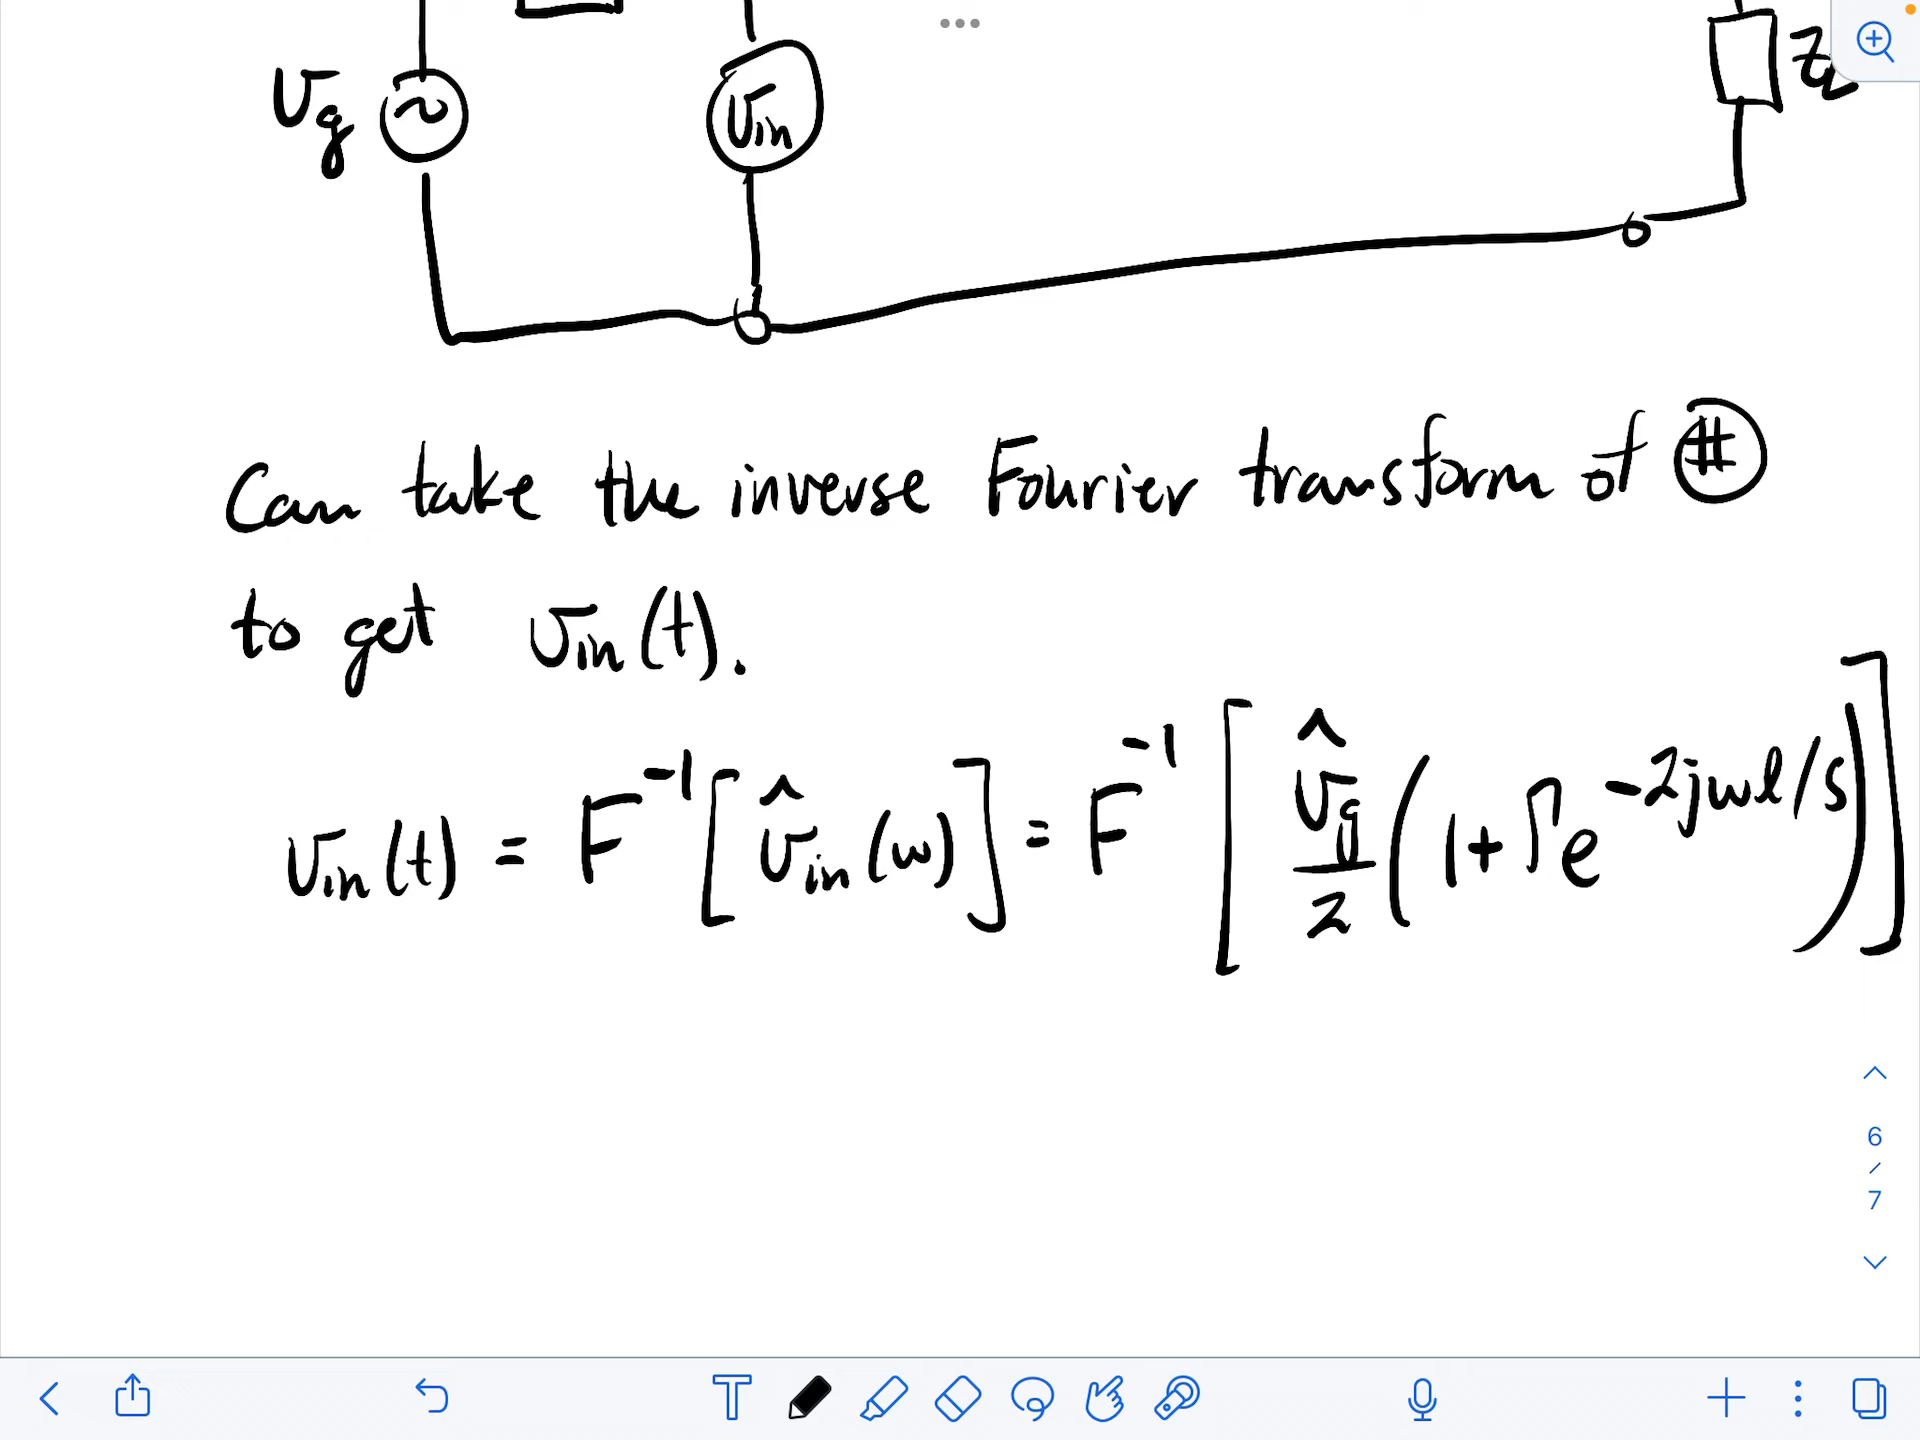 Vg
Vin
ZL
Can take the inverse Fourier transform of #
to get Vin(t).
Vin(t) = F⁻¹[V̂in(ω)] = F⁻¹[V̂g/2 (1+Γe^(-2jωl/s))]
6
/
7
T